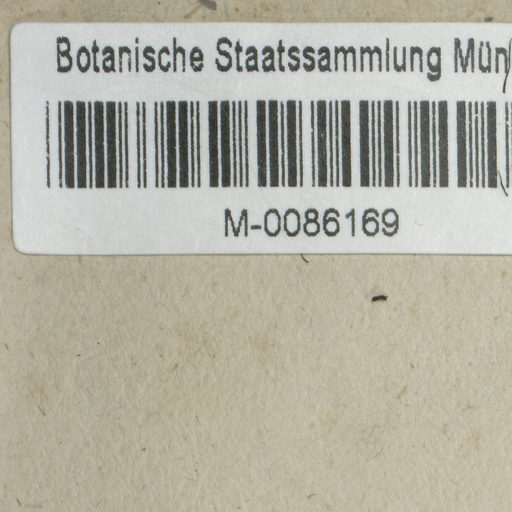 Botanische Staatssammlung Mün
M-0086169